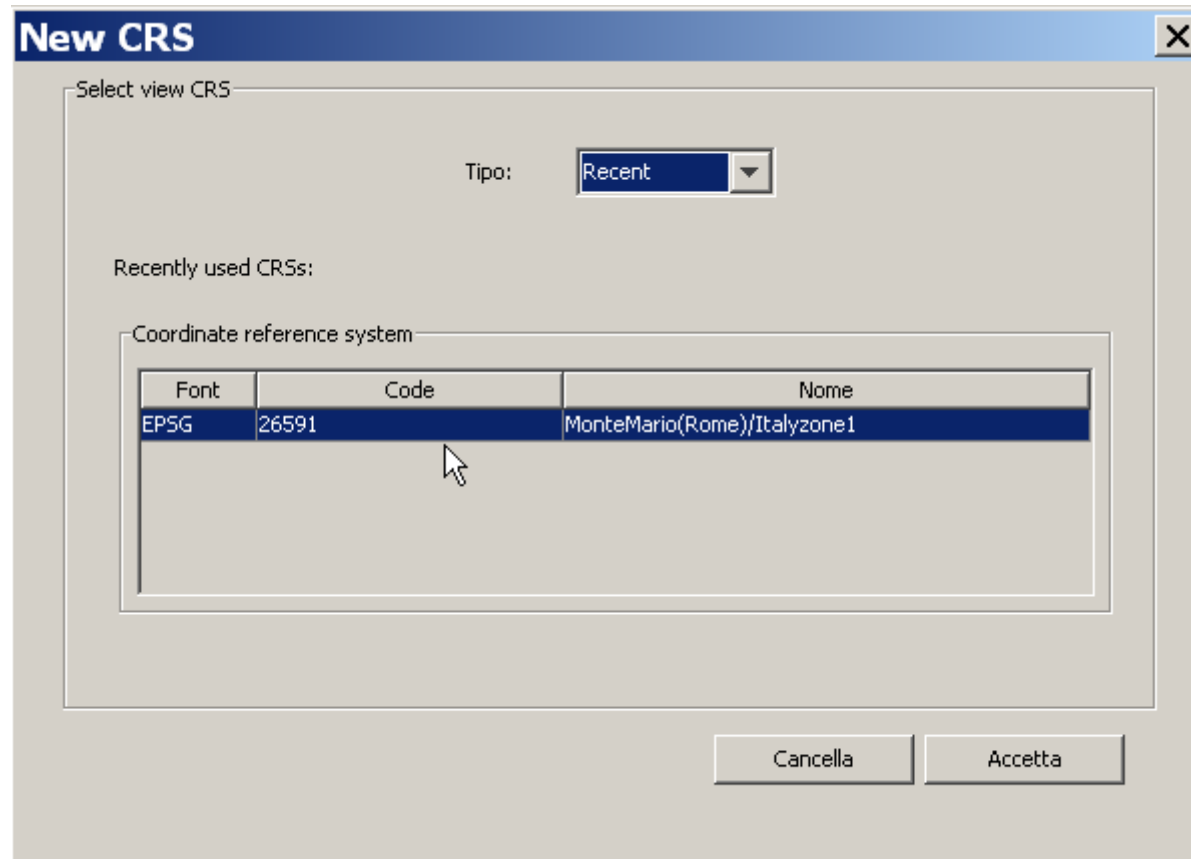 New CRS
Select view CRS
Tipo: Recent
Recently used CRSs:
Coordinate reference system
Font Code Nome
EPSG 26591 MonteMario(Rome)/Italyzone1
Cancella Accetta